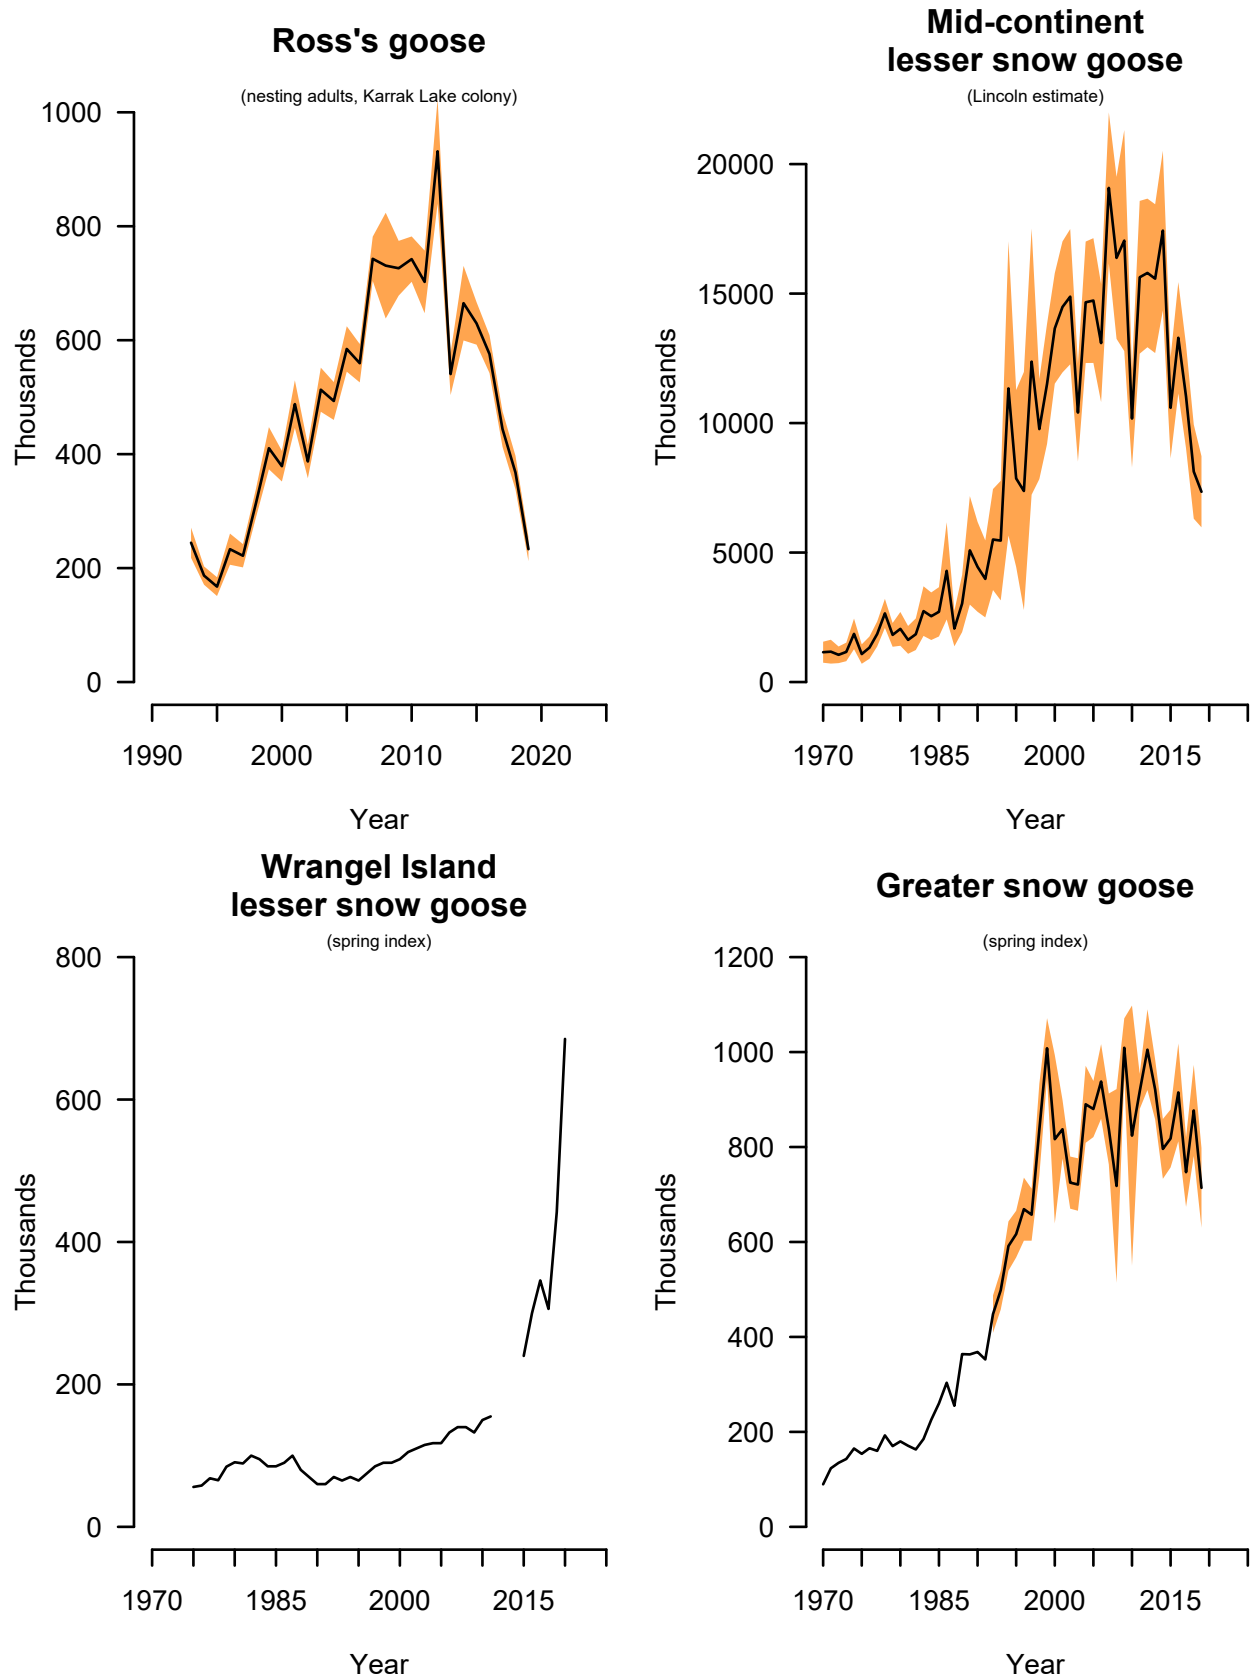 Ross's goose
(nesting adults, Karrak Lake colony)
1000
800
600
400
200
0
Thousands
1990 2000 2010 2020
Year
Mid-continent
lesser snow goose
(Lincoln estimate)
20000
15000
10000
5000
0
Thousands
1970 1985 2000 2015
Year
Wrangel Island
lesser snow goose
(spring index)
800
600
400
200
0
Thousands
1970 1985 2000 2015
Year
Greater snow goose
(spring index)
1200
1000
800
600
400
200
0
Thousands
1970 1985 2000 2015
Year